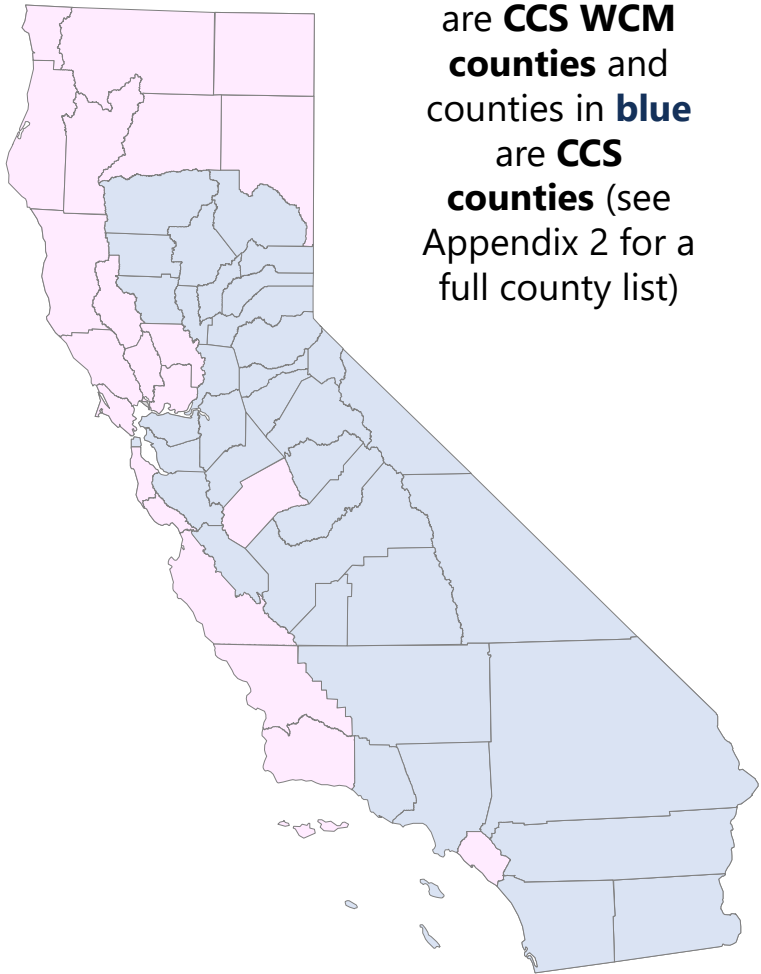 are CCS WCM
counties and
counties in blue
are CCS
counties (see
Appendix 2 for a
full county list)